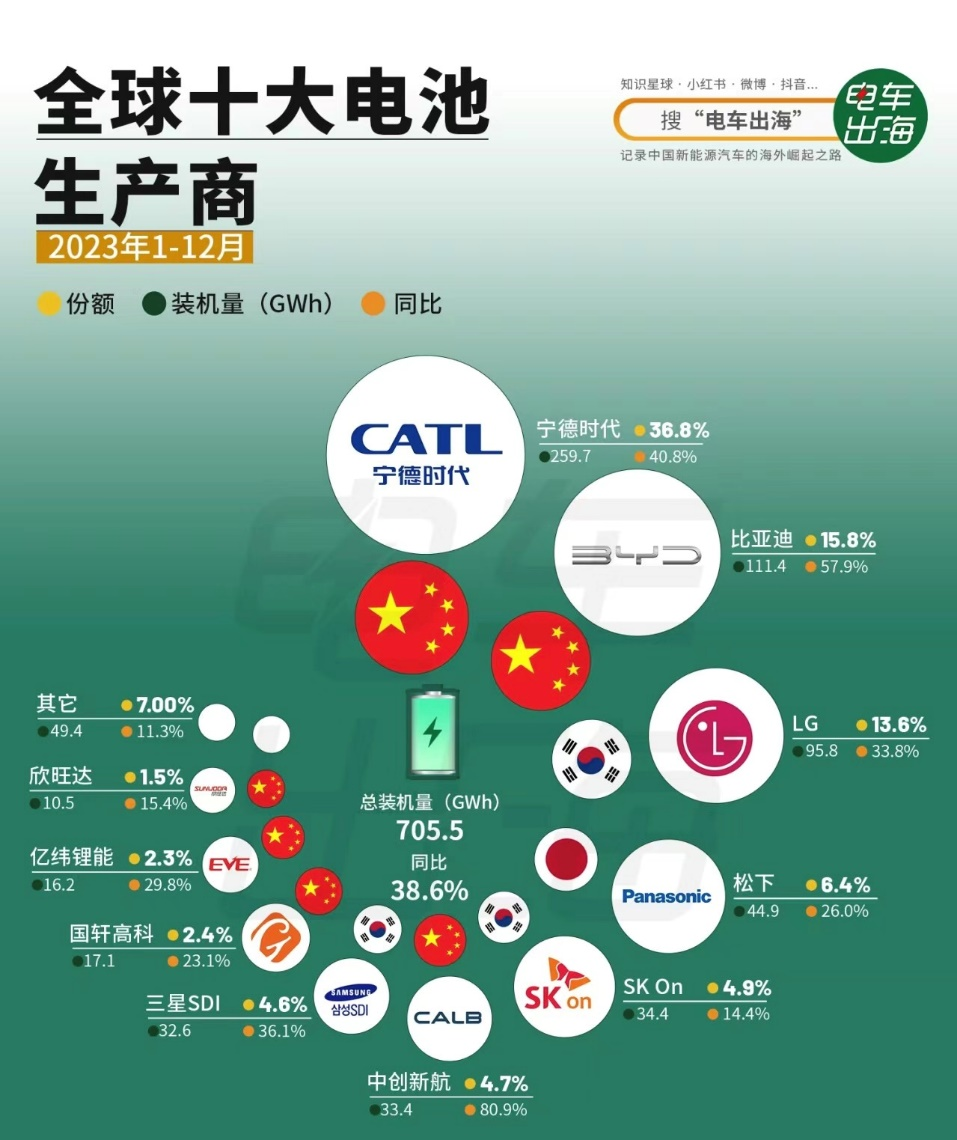 全球十大电池
生产商
2023年1-12月
知识星球 · 小红书 · 微博 · 抖音...
搜 “电车出海”
记录中国新能源汽车的海外崛起之路
电车
出海
份额 装机量（GWh） 同比
CATL
宁德时代
宁德时代 36.8%
259.7 40.8%
BYD
比亚迪 15.8%
111.4 57.9%
LG
LG 13.6%
95.8 33.8%
Panasonic
松下 6.4%
44.9 26.0%
SK on
SK On 4.9%
34.4 14.4%
CALB
中创新航 4.7%
33.4 80.9%
SAMSUNG
삼성SDI
三星SDI 4.6%
32.6 36.1%
国轩高科 2.4%
17.1 23.1%
EVE
亿纬锂能 2.3%
16.2 29.8%
SUNWODA
欣旺达
欣旺达 1.5%
10.5 15.4%
其它 7.00%
49.4 11.3%
总装机量（GWh）
705.5
同比
38.6%
电车
出海